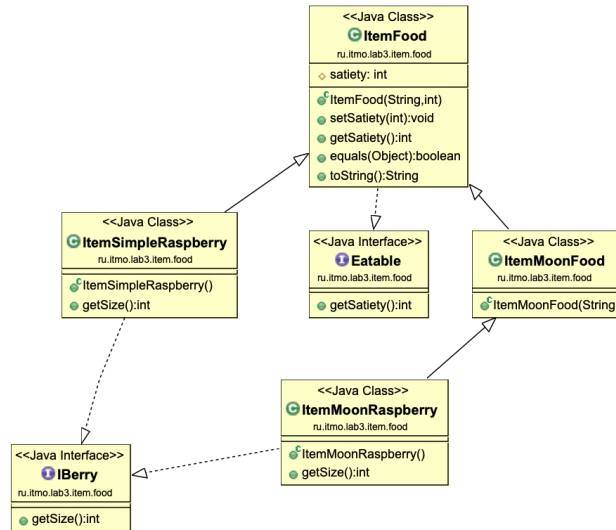 <<Java Class>>
ItemFood
ru.itmo.lab3.item.food
satiety: int
ItemFood(String,int)
setSatiety(int):void
getSatiety():int
equals(Object):boolean
toString():String
<<Java Class>>
ItemSimpleRaspberry
ru.itmo.lab3.item.food
ItemSimpleRaspberry()
getSize():int
<<Java Interface>>
Eatable
ru.itmo.lab3.item.food
getSatiety():int
<<Java Class>>
ItemMoonFood
ru.itmo.lab3.item.food
ItemMoonFood(String
<<Java Class>>
ItemMoonRaspberry
ru.itmo.lab3.item.food
ItemMoonRaspberry()
getSize():int
<<Java Interface>>
IBerry
ru.itmo.lab3.item.food
getSize():int